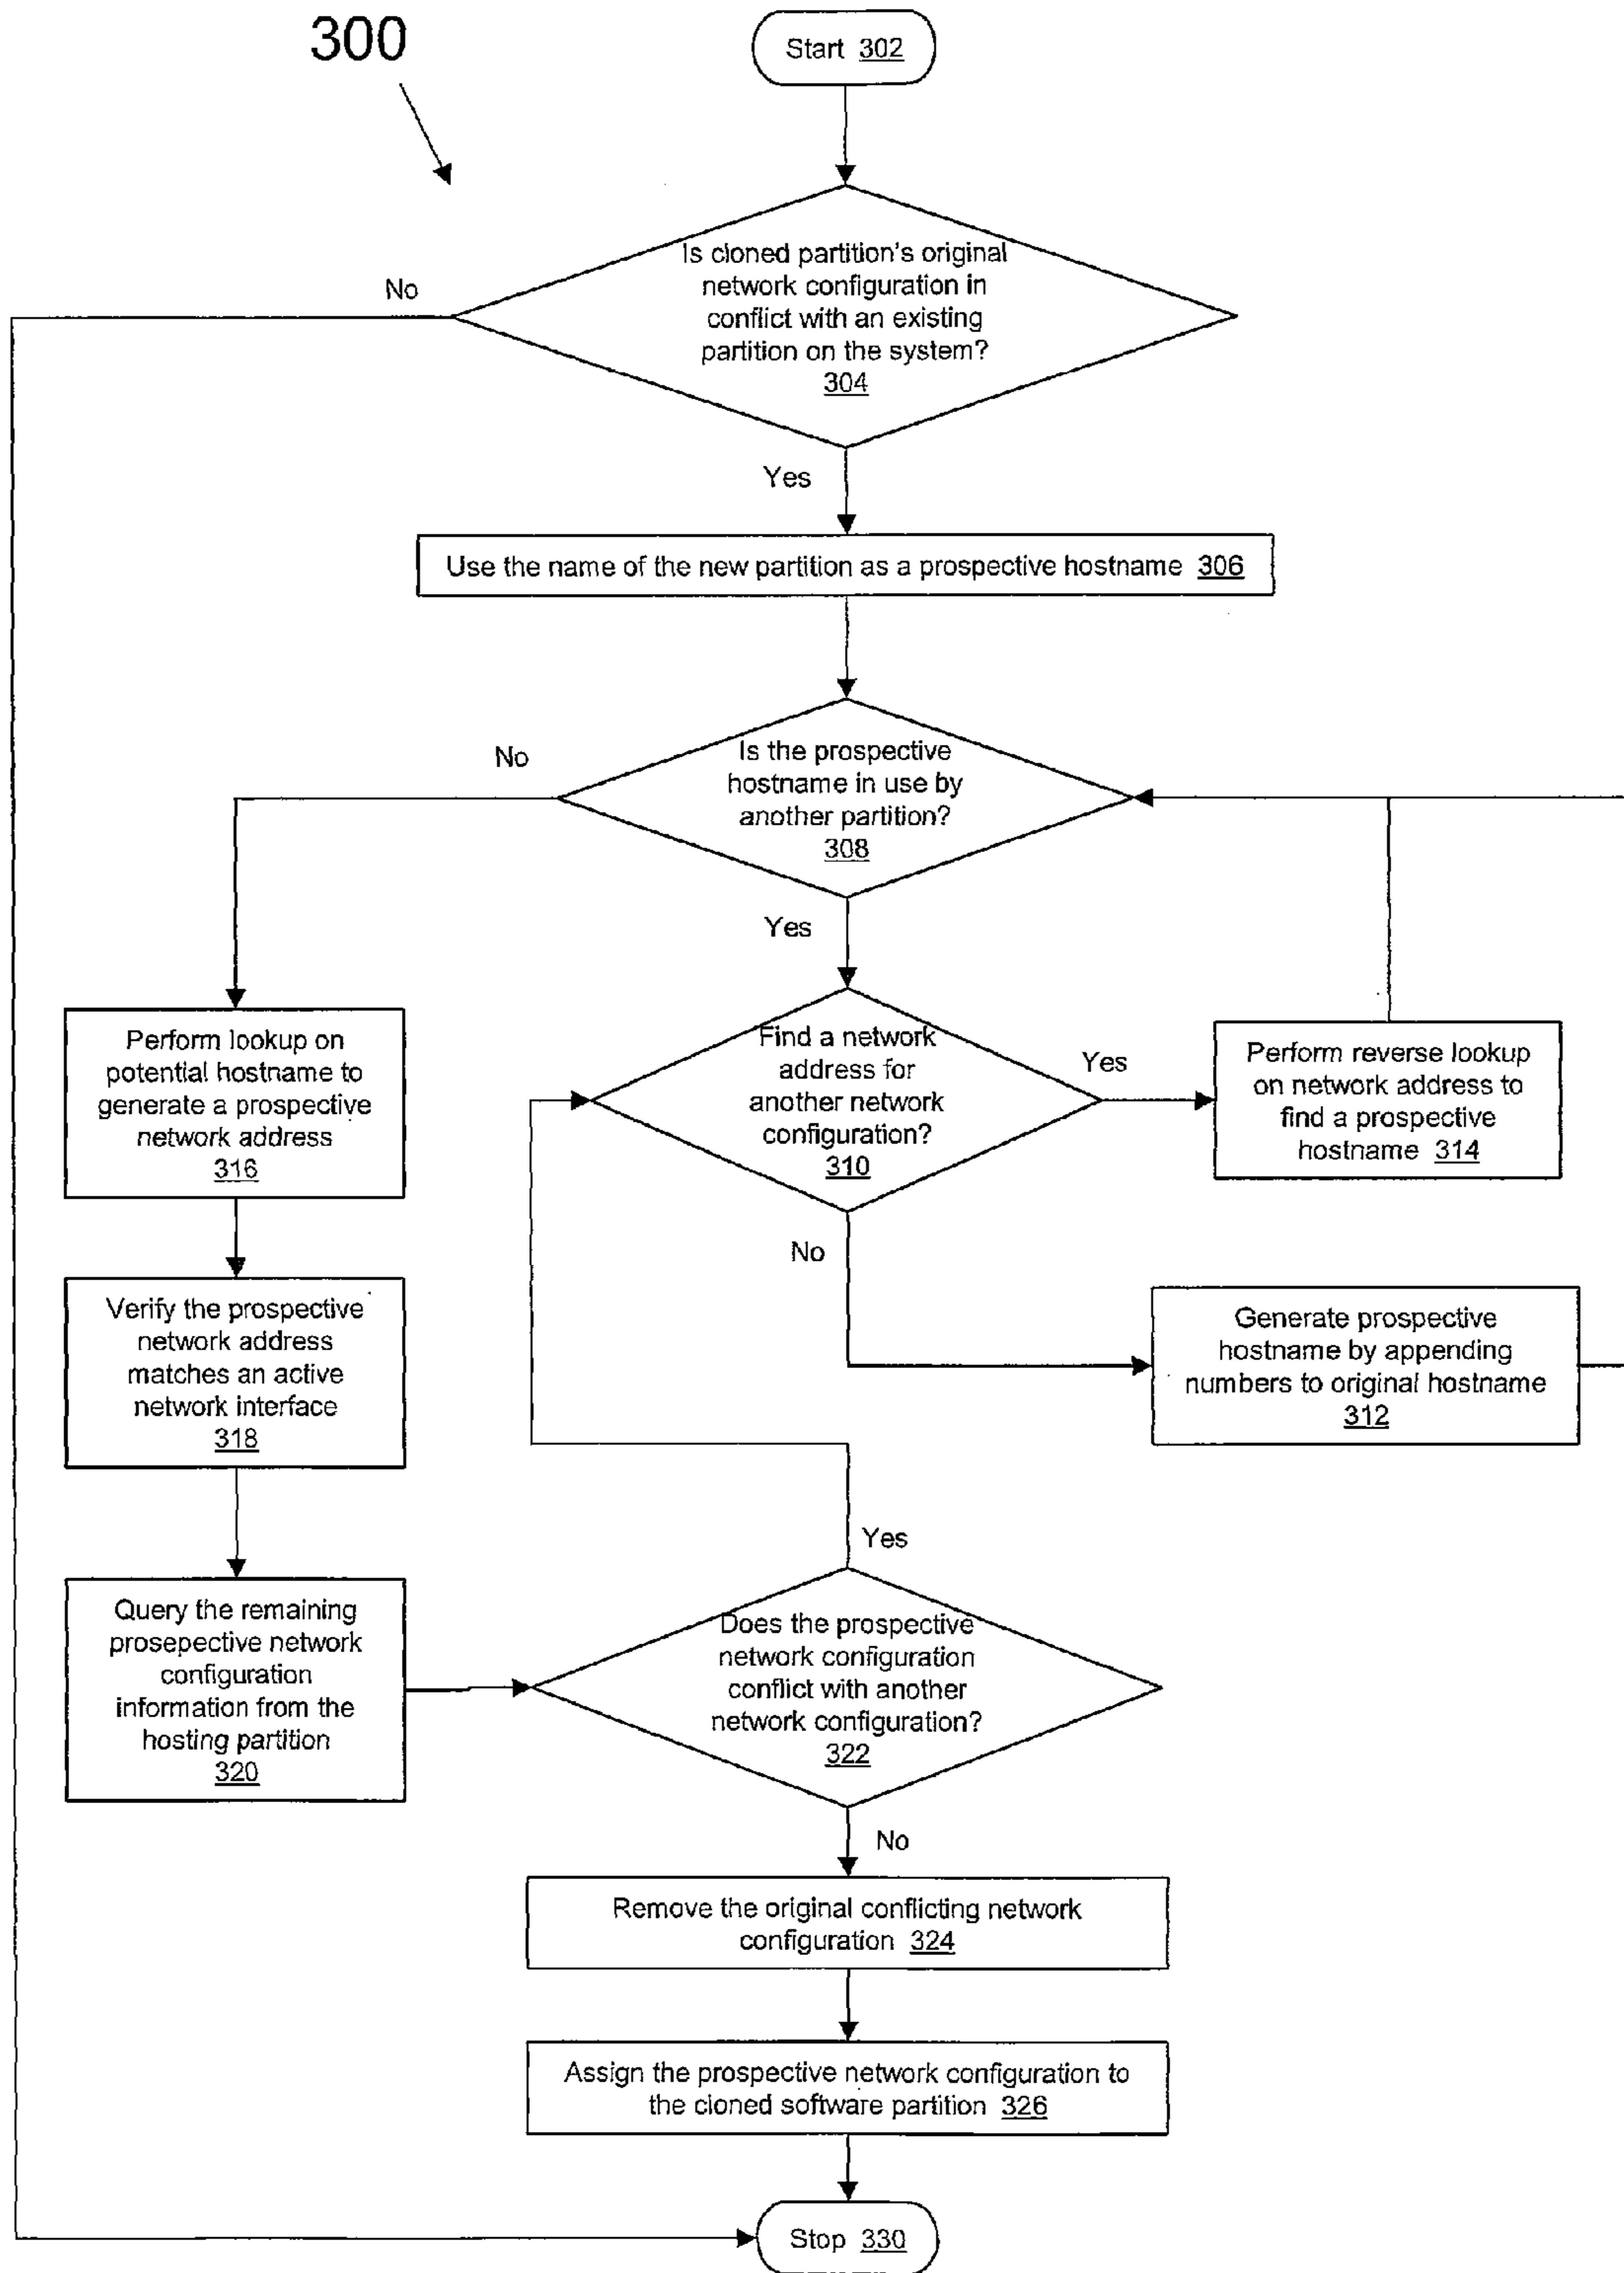 300
Start 302
Is cloned partition's original
network configuration in
conflict with an existing
partition on the system?
304
No
Yes
Use the name of the new partition as a prospective hostname 306
Is the prospective
hostname in use by
another partition?
308
No
Yes
Perform lookup on
potential hostname to
generate a prospective
network address
316
Find a network
address for
another network
configuration?
310
Yes
Perform reverse lookup
on network address to
find a prospective
hostname 314
No
Verify the prospective
network address
matches an active
network interface
318
Generate prospective
hostname by appending
numbers to original hostname
312
Yes
Query the remaining
prosepective network
configuration
information from the
hosting partition
320
Does the prospective
network configuration
conflict with another
network configuration?
322
No
Remove the original conflicting network
configuration 324
Assign the prospective network configuration to
the cloned software partition 326
Stop 330